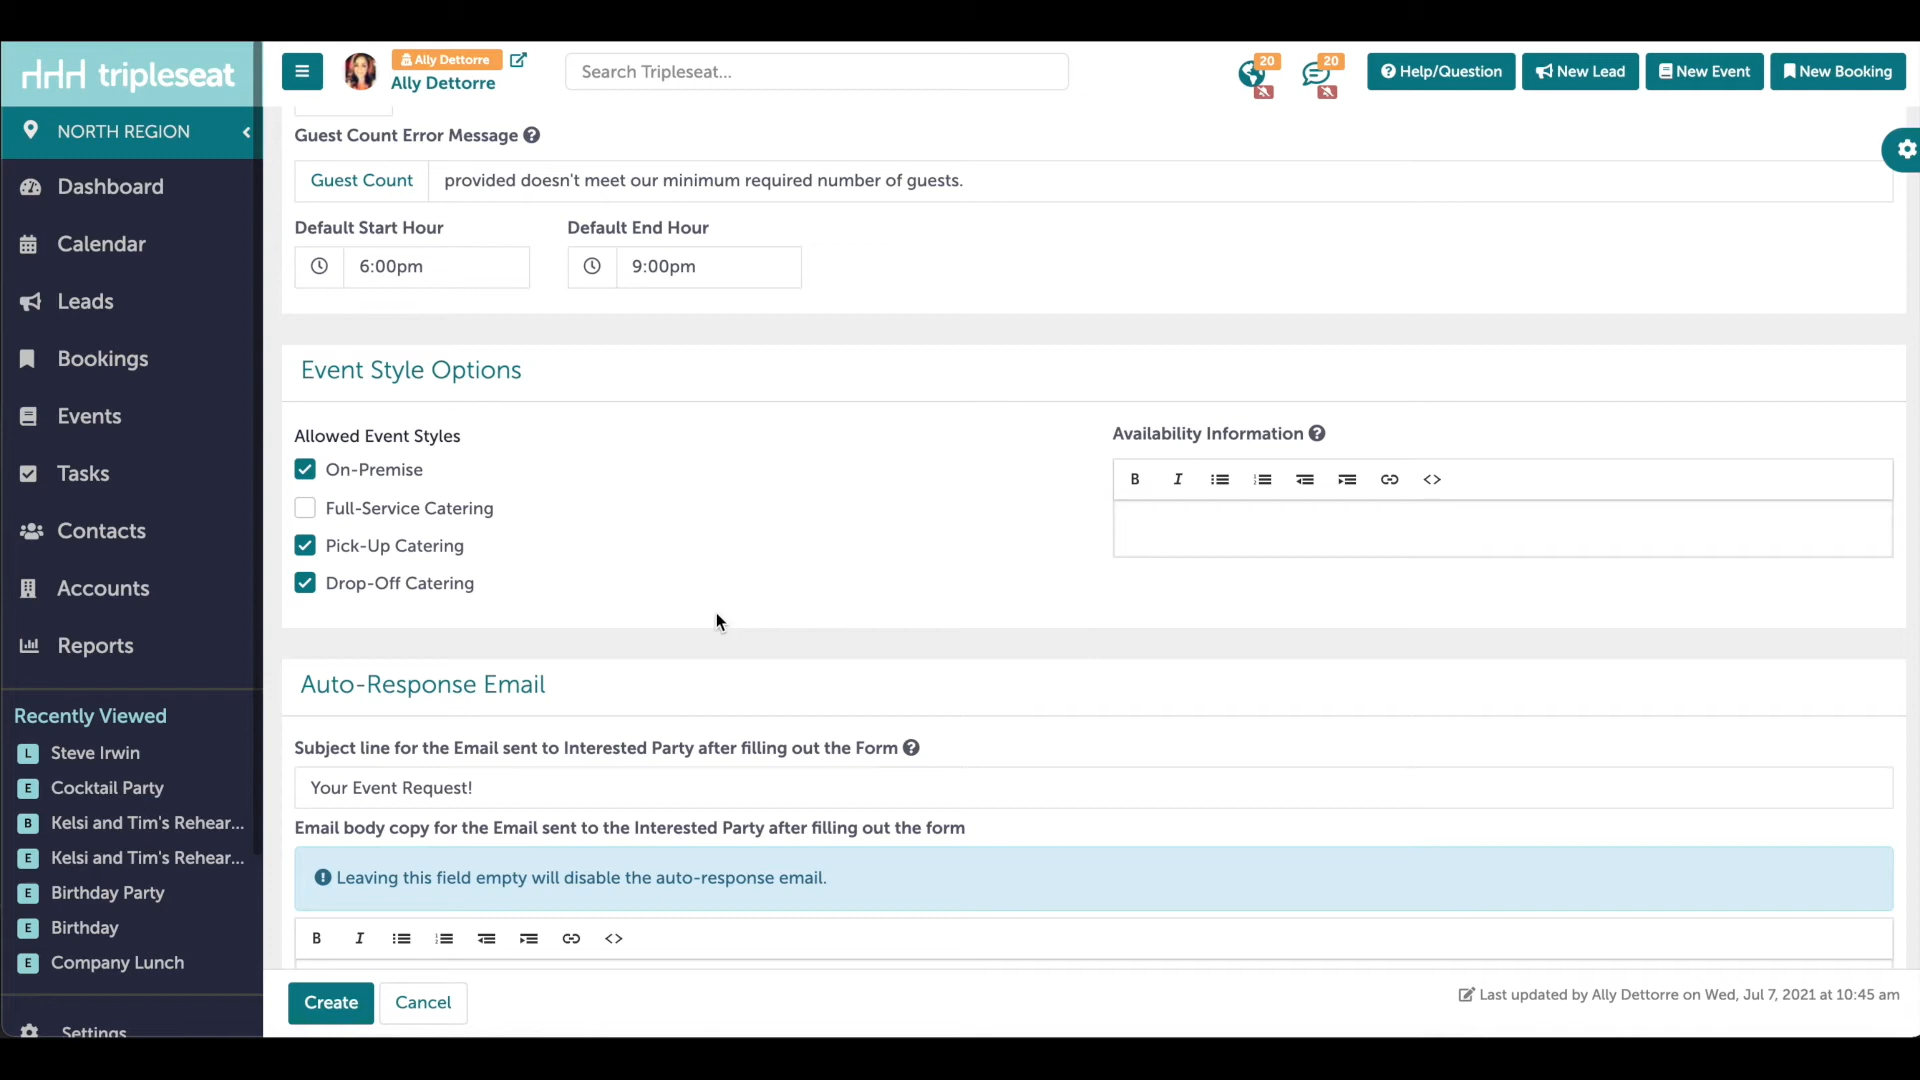 tripleseat
Ally Dettorre
Ally Dettorre
Search Tripleseat...
20
20
Help/Question
New Lead
New Event
New Booking
NORTH REGION
Dashboard
Calendar
Leads
Bookings
Events
Tasks
Contacts
Accounts
Reports
Recently Viewed
L Steve Irwin
E Cocktail Party
B Kelsi and Tim's Rehear...
E Kelsi and Tim's Rehear...
E Birthday Party
E Birthday
E Company Lunch
Settings
Guest Count Error Message
Guest Count provided doesn't meet our minimum required number of guests.
Default Start Hour Default End Hour
6:00pm 9:00pm
Event Style Options
Allowed Event Styles
On-Premise
Full-Service Catering
Pick-Up Catering
Drop-Off Catering
Availability Information
B I
Auto-Response Email
Subject line for the Email sent to Interested Party after filling out the Form
Your Event Request!
Email body copy for the Email sent to the Interested Party after filling out the form
Leaving this field empty will disable the auto-response email.
B I
Create Cancel
Last updated by Ally Dettorre on Wed, Jul 7, 2021 at 10:45 am